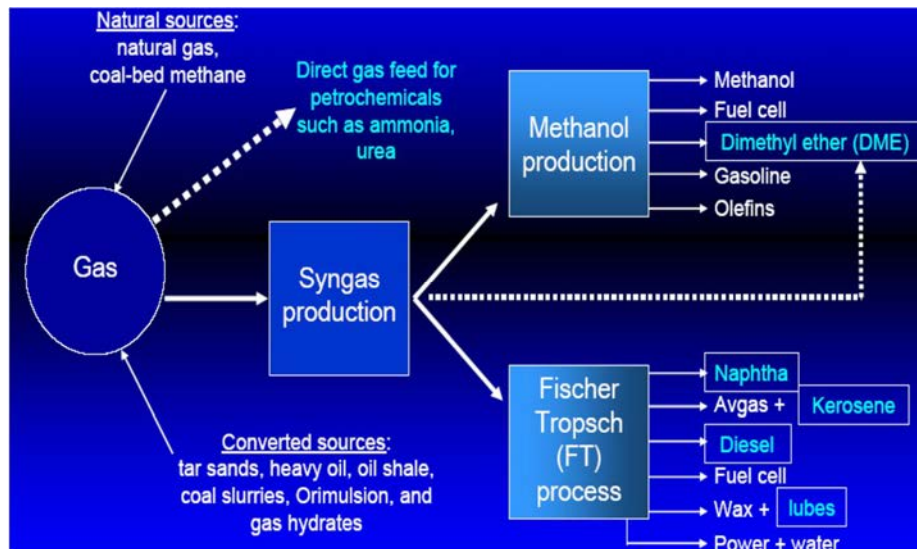 Natural sources:
natural gas,
coal-bed methane
Direct gas feed for
petrochemicals
such as ammonia,
urea
Gas
Syngas
production
Methanol
production
Methanol
Fuel cell
Dimethyl ether (DME)
Gasoline
Olefins
Fischer
Tropsch
(FT)
process
Naphtha
Avgas + Kerosene
Diesel
Fuel cell
Wax + lubes
Power + water
Converted sources:
tar sands, heavy oil, oil shale,
coal slurries, Orimulsion, and
gas hydrates